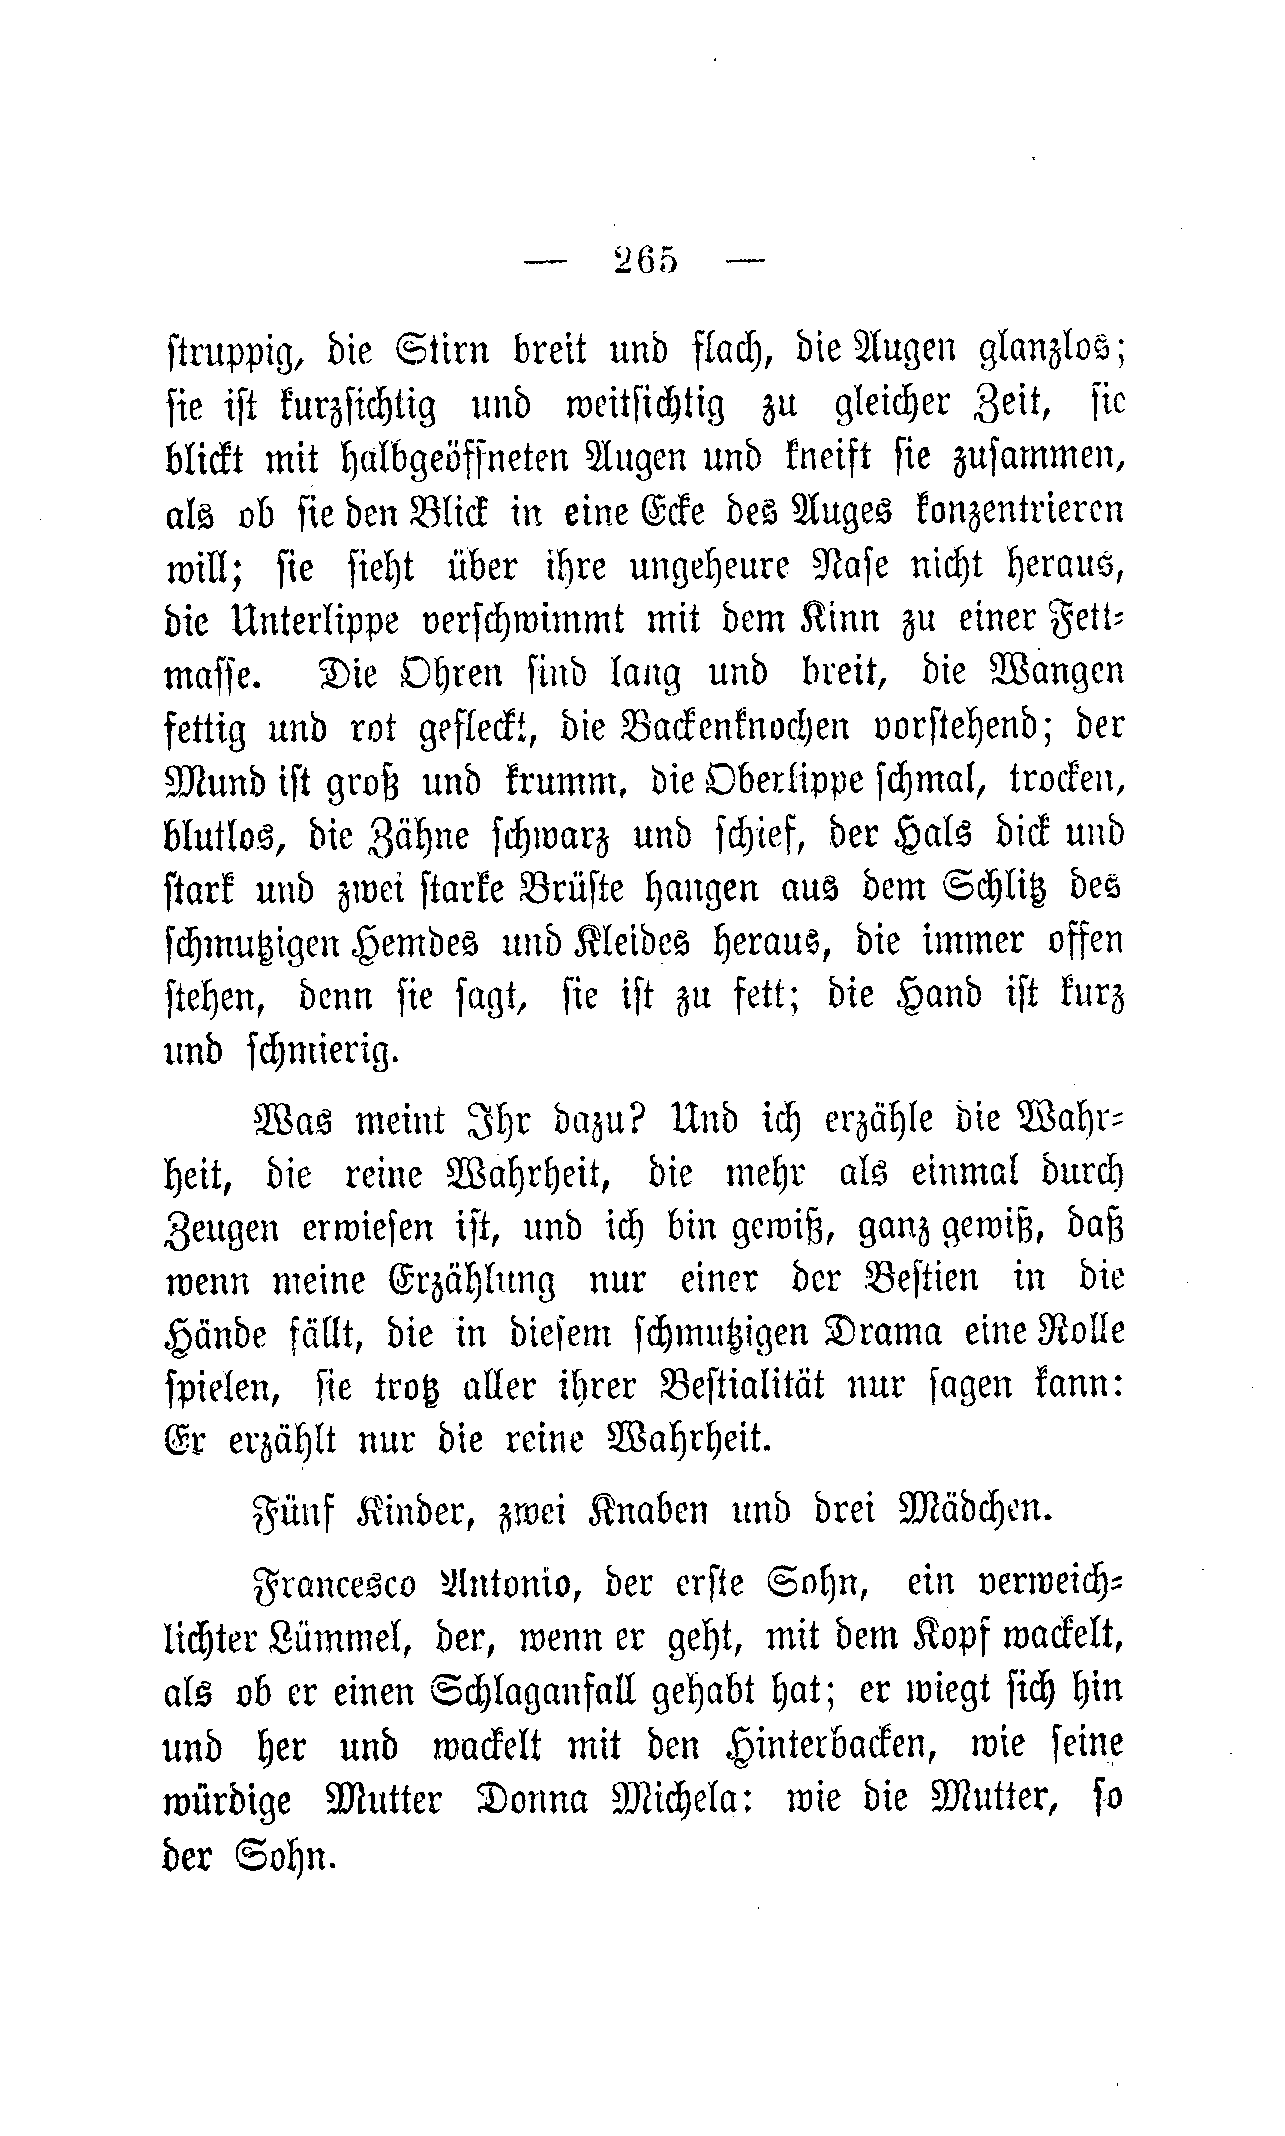 — 265 —
struppig, die Stirn breit und flach, die Augen glanzlos;
sie ist kurzsichtig und weitsichtig zu gleicher Zeit, sie
blickt mit halbgeöffneten Augen und kneift sie zusammen,
als ob sie den Blick in eine Ecke des Auges konzentrieren
will; sie sieht über ihre ungeheure Nase nicht heraus,
die Unterlippe verschwimmt mit dem Kinn zu einer Fett-
masse. Die Ohren sind lang und breit, die Wangen
fettig und rot gefleckt, die Backenknochen vorstehend; der
Mund ist groß und krumm, die Oberlippe schmal, trocken,
blutlos, die Zähne schwarz und schief, der Hals dick und
stark und zwei starke Brüste hangen aus dem Schlitz des
schmutzigen Hemdes und Kleides heraus, die immer offen
stehen, denn sie sagt, sie ist zu fett; die Hand ist kurz
und schmierig.
Was meint Ihr dazu? Und ich erzähle die Wahr-
heit, die reine Wahrheit, die mehr als einmal durch
Zeugen erwiesen ist, und ich bin gewiß, ganz gewiß, daß
wenn meine Erzählung nur einer der Bestien in die
Hände fällt, die in diesem schmutzigen Drama eine Rolle
spielen, sie trotz aller ihrer Bestialität nur sagen kann:
Er erzählt nur die reine Wahrheit.
Fünf Kinder, zwei Knaben und drei Mädchen.
Francesco Antonio, der erste Sohn, ein verweich-
lichter Lümmel, der, wenn er geht, mit dem Kopf wackelt,
als ob er einen Schlaganfall gehabt hat; er wiegt sich hin
und her und wackelt mit den Hinterbacken, wie seine
würdige Mutter Donna Michela: wie die Mutter, so
der Sohn.